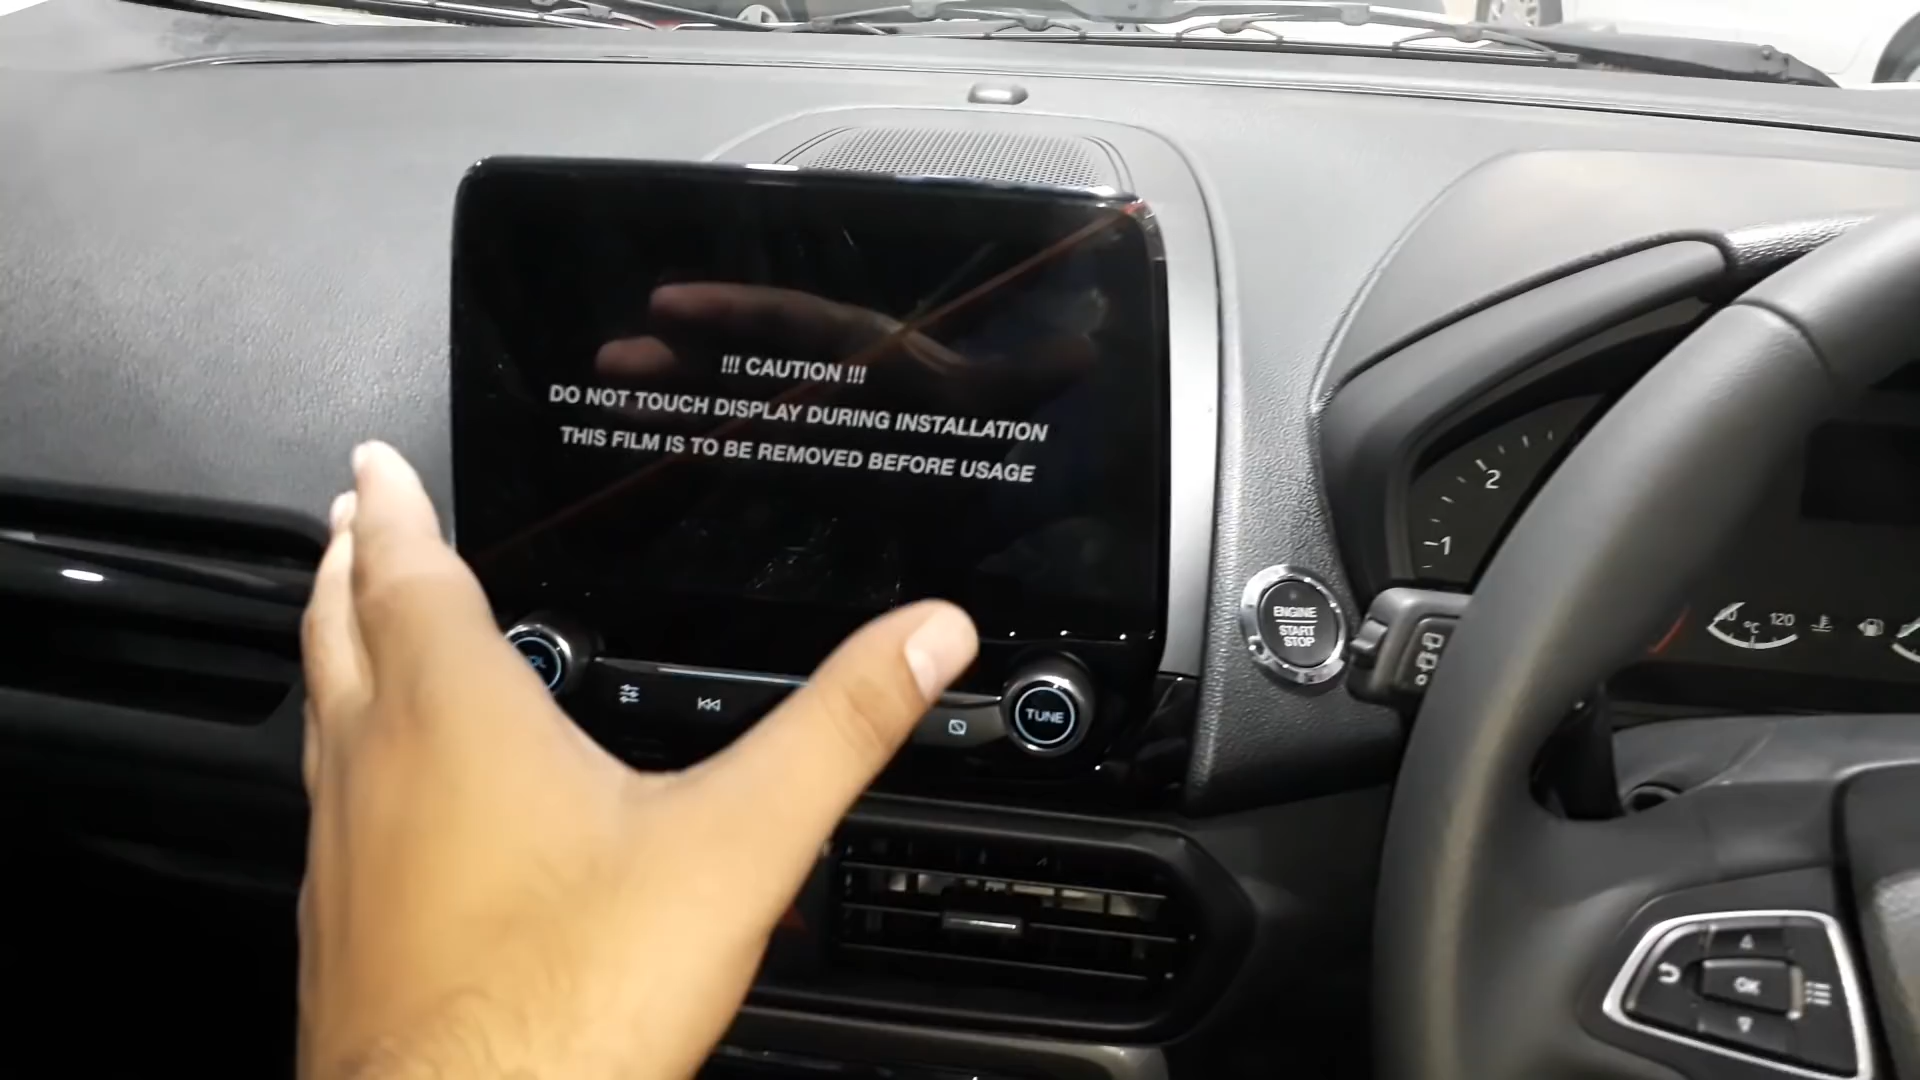 !!! CAUTION !!!
DO NOT TOUCH DISPLAY DURING INSTALLATION
THIS FILM IS TO BE REMOVED BEFORE USAGE
2
1
ENGINE
START
STOP
120
°C
TUNE
OK